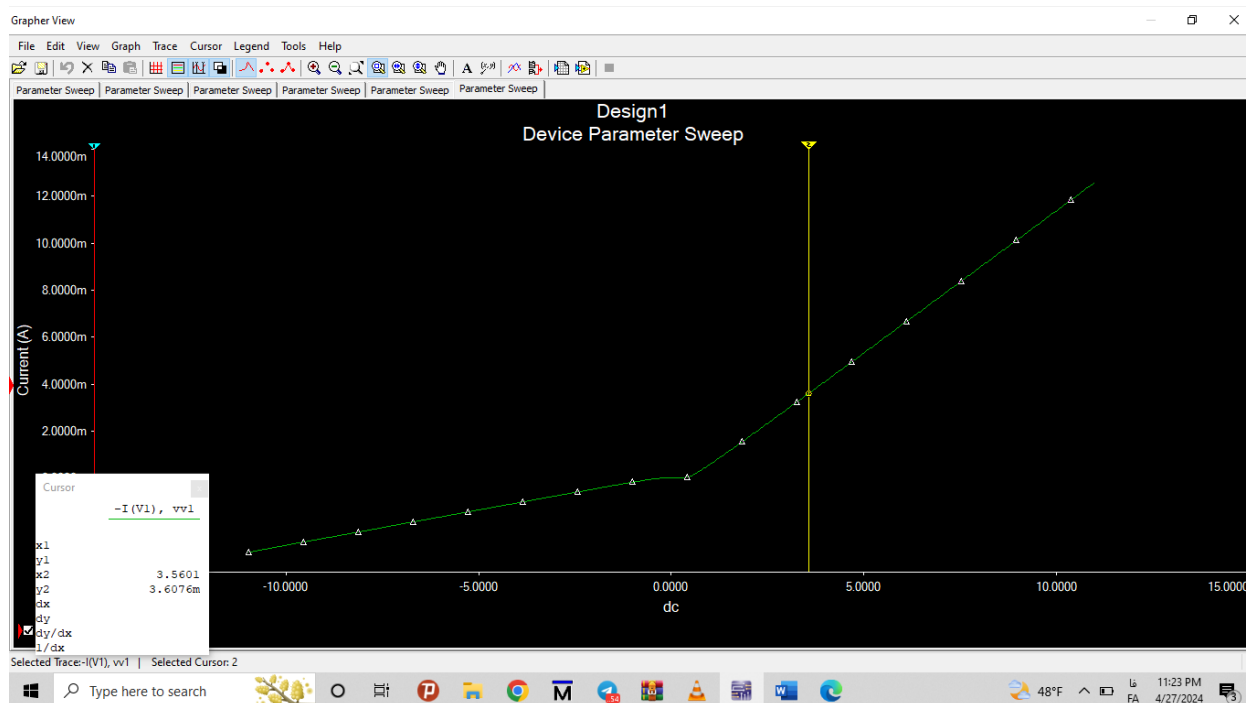 Grapher View
File Edit View Graph Trace Cursor Legend Tools Help
Parameter Sweep Parameter Sweep Parameter Sweep Parameter Sweep Parameter Sweep Parameter Sweep
Design1
Device Parameter Sweep
14.0000m
12.0000m
10.0000m
8.0000m
6.0000m
4.0000m
2.0000m
Current (A)
Cursor
-I(V1), vv1
x1
y1
x2 3.5601
y2 3.6076m
dx
dy
dy/dx
1/dx
-10.0000 -5.0000 0.0000 5.0000 10.0000 15.0000
dc
Selected Trace:-I(V1), vv1 | Selected Cursor: 2
Type here to search
54
48°F
فا
FA
11:23 PM
4/27/2024
3